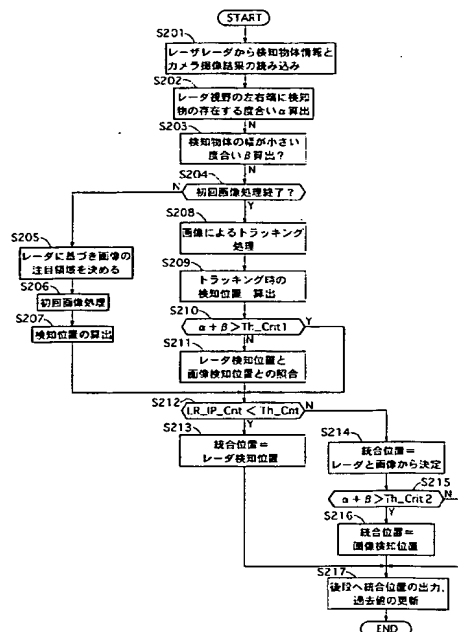 START
S201
レーザレーダから検知物体情報と
カメラ撮像結果の読み込み
S202
レーダ視野の左右端に検知
物の存在する度合いα算出
N
S203
検知物体の幅が小さい
度合いβ算出?
N
S204
N
初回画像処理終了?
Y
S205
レーダに基づき画像の
注目領域を決める
S206
初回画像処理
S207
検知位置の算出
S208
画像によるトラッキング
処理
S209
トラッキング時の
検知位置 算出
S210
α+β>Th_Crit1
Y
N
S211
レーダ検知位置と
画像検知位置との照合
S212
LR_IP_Cnt<Th_Cnt
N
Y
S213
統合位置=
レーダ検知位置
S214
統合位置=
レーダと画像から決定
S215
α+β>Th_Crit2
N
Y
S216
統合位置=
画像検知位置
S217
後段へ統合位置の出力,
過去値の更新
END